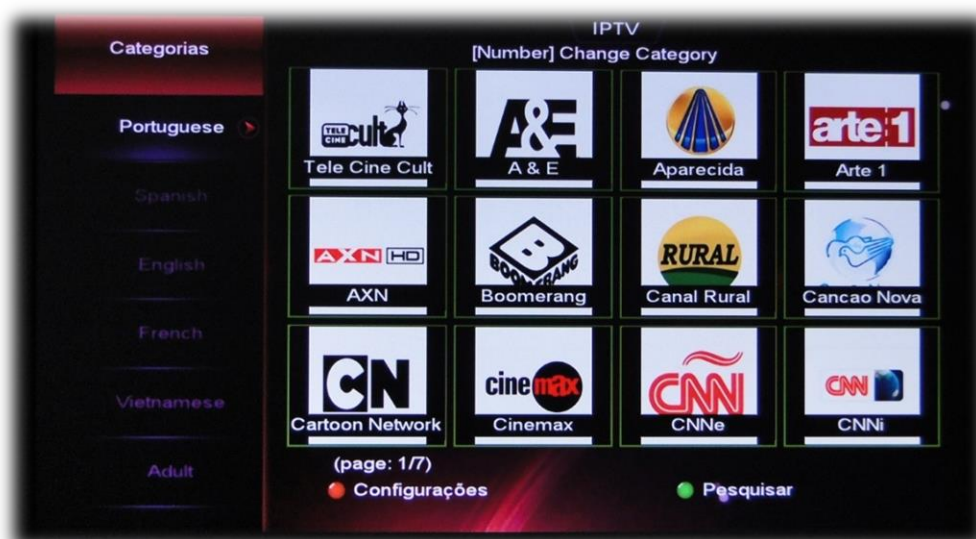 IPTV
Categorias
[Number] Change Category
Portuguese
Spanish
English
French
Vietnamese
Adult
TELE CINE cult
Tele Cine Cult
A&E
A & E
Aparecida
arte 1
Arte 1
AXN HD
AXN
BOOMERANG
Boomerang
RURAL
Canal Rural
Cancao Nova
CN
Cartoon Network
cinemax
Cinemax
CNÑ
CNNe
CNN
CNNi
(page: 1/7)
Configurações
Pesquisar